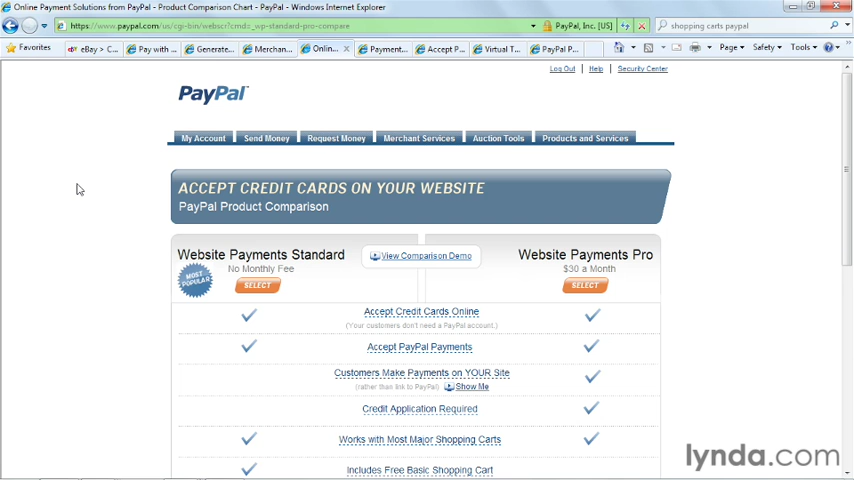 Online Payment Solutions from PayPal - Product Comparison Chart - PayPal - Windows Internet Explorer
https://www.paypal.com/us/cgi-bin/webscr?cmd=_wp-standard-pro-compare
PayPal, Inc. [US]
shopping carts paypal
Favorites
eBay > C...
Pay with ...
Generate...
Merchan...
Onlin...
Payment...
Accept P...
Virtual T...
PayPal P...
Page
Safety
Tools
Log Out | Help | Security Center
PayPal
My Account
Send Money
Request Money
Merchant Services
Auction Tools
Products and Services
ACCEPT CREDIT CARDS ON YOUR WEBSITE
PayPal Product Comparison
Website Payments Standard
No Monthly Fee
SELECT
MOST POPULAR
View Comparison Demo
Website Payments Pro
$30 a Month
SELECT
Accept Credit Cards Online
(Your customers don't need a PayPal account.)
Accept PayPal Payments
Customers Make Payments on YOUR Site
(rather than link to PayPal) Show Me
Credit Application Required
Works with Most Major Shopping Carts
Includes Free Basic Shopping Cart
lynda.com